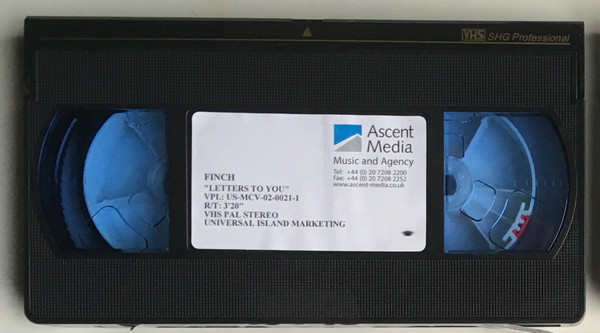 VHS SHG Professional
Ascent
Media
Music and Agency
Tel: +44 (0) 20 7208 2200
Fax: +44 (0) 20 7208 2252
www.ascent-media.co.uk
FINCH
"LETTERS TO YOU"
VPL: US-MCV-02-0021-1
R/T: 3'20"
VHS PAL STEREO
UNIVERSAL ISLAND MARKETING